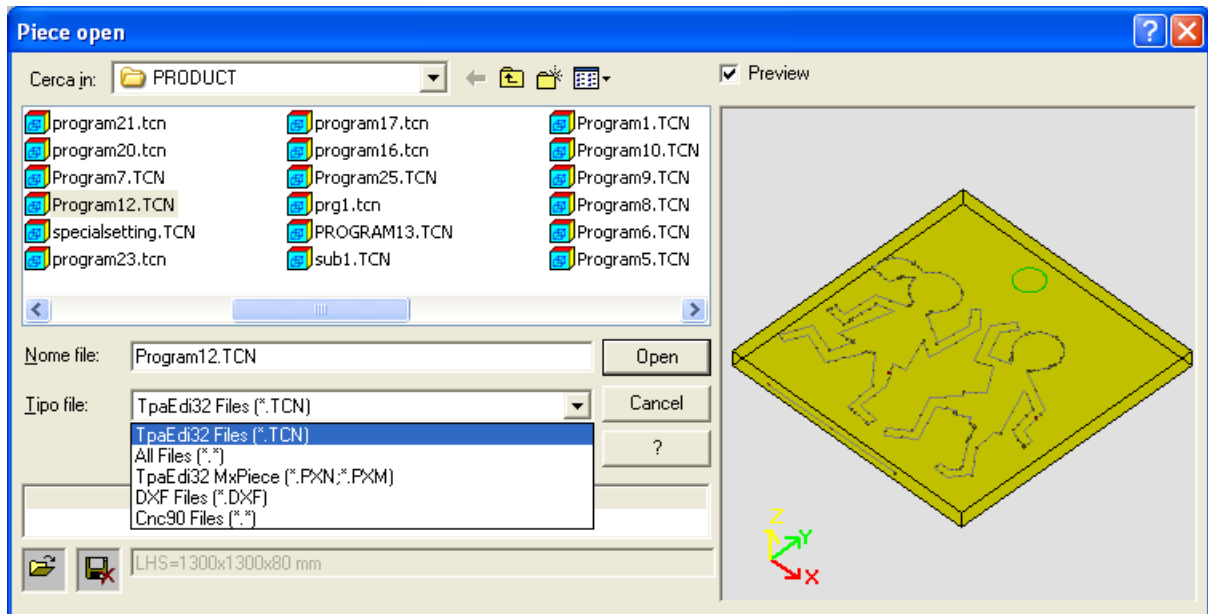 Piece open
Cerca in: PRODUCT
Preview
program21.tcn program17.tcn Program1.TCN
program20.tcn program16.tcn Program10.TCN
Program7.TCN Program25.TCN Program9.TCN
Program12.TCN prg1.tcn Program8.TCN
specialsetting.TCN PROGRAM13.TCN Program6.TCN
program23.tcn sub1.TCN Program5.TCN
Nome file: Program12.TCN Open
Tipo file: TpaEdi32 Files (*.TCN) Cancel
TpaEdi32 Files (*.TCN)
All Files (*.*)
?
TpaEdi32 MxPiece (*.PXN;*.PXM)
DXF Files (*.DXF)
Cnc90 Files (*.*)
LHS=1300x1300x80 mm
Z
Y
X